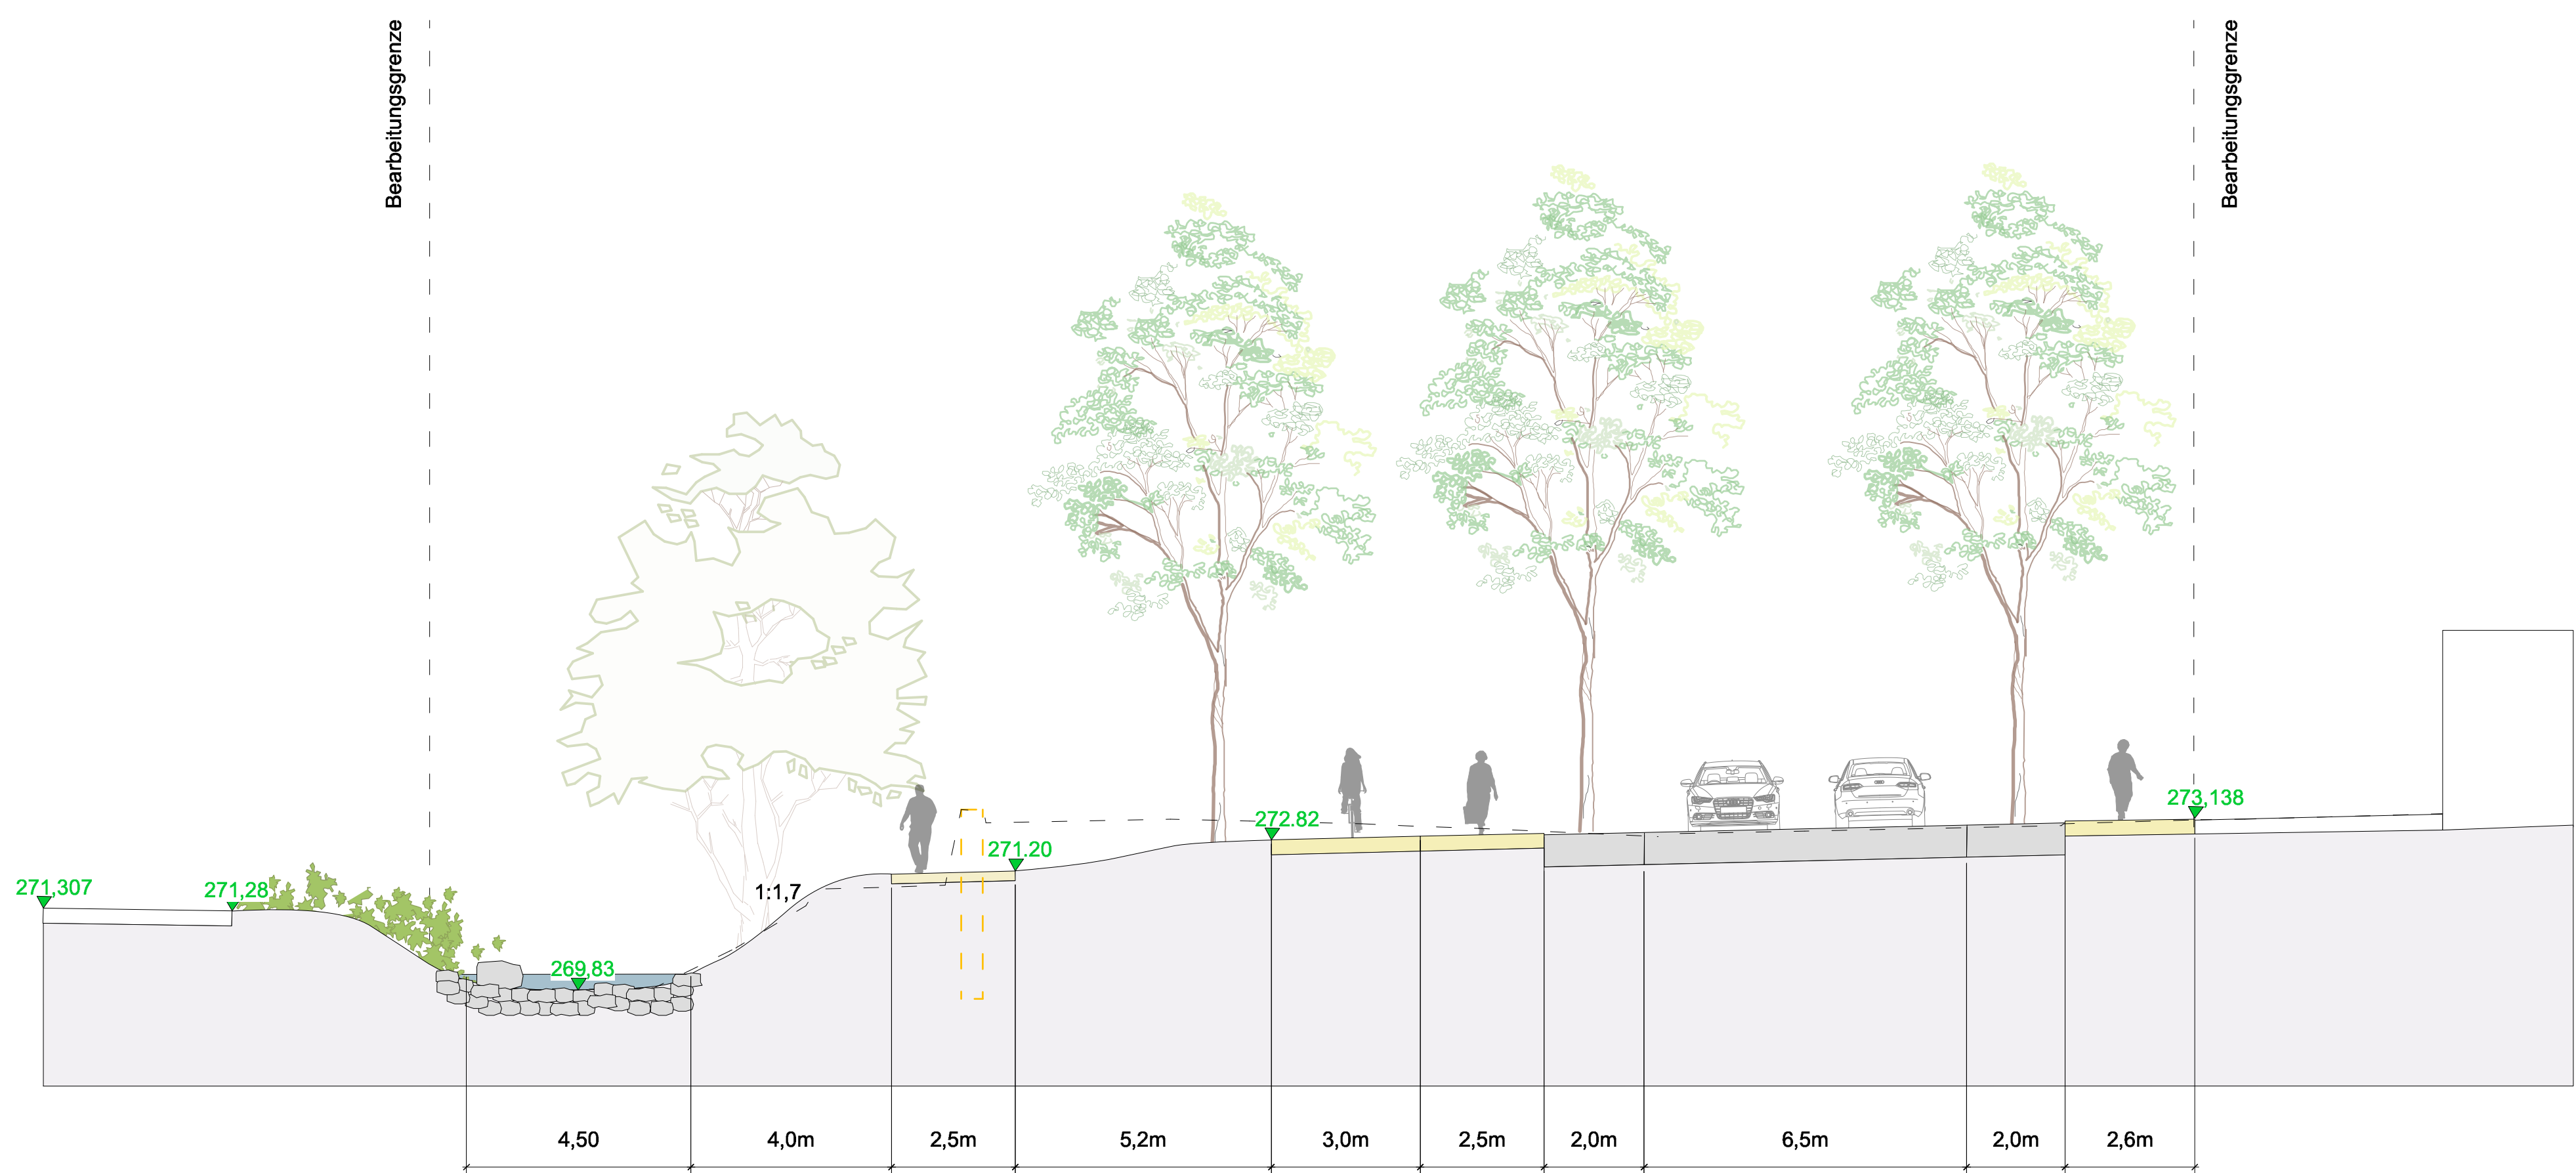 Bearbeitungsgrenze
Bearbeitungsgrenze
273,138
272.82
271.20
271,307
271,28
1:1,7
269,83
4,50
4,0m
2,5m
5,2m
3,0m
2,5m
2,0m
6,5m
2,0m
2,6m